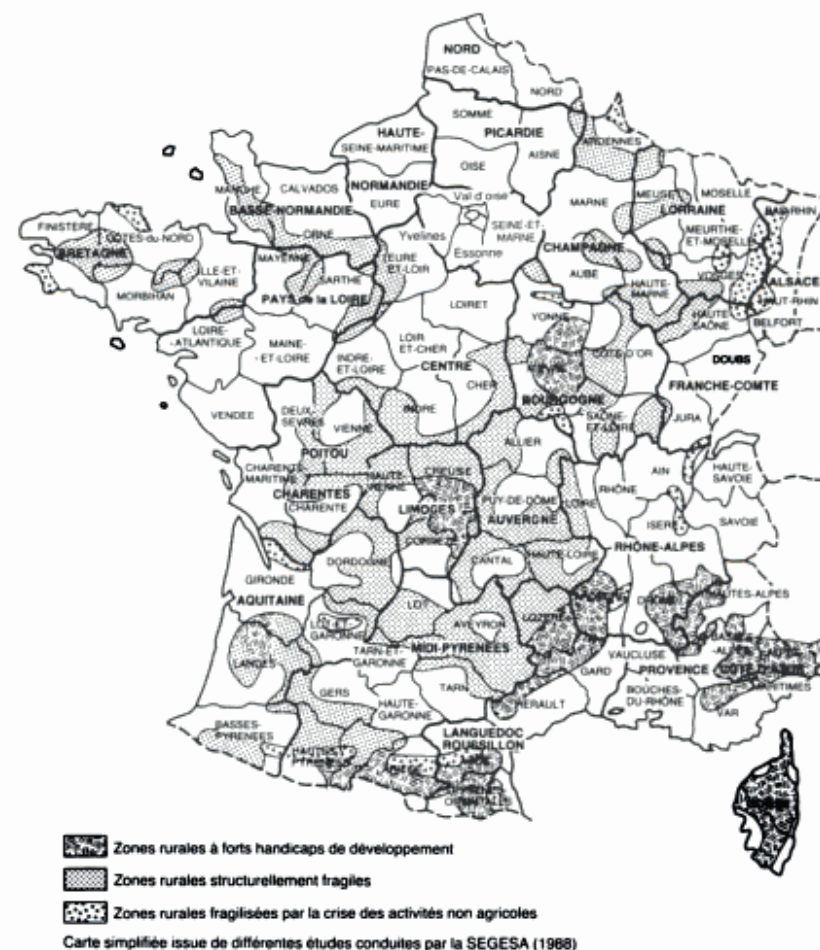 NORD
PAS-DE-CALAIS
NORD
SOMME
HAUTE-
PICARDIE
SEINE-MARITIME
AISNE
ARDENNES
OISE
MANCHE
CALVADOS
NORMANDIE
Val d'oise
MARNE
MEUSE
MOSELLE
BASSE-NORMANDIE
EURE
LORRAINE
BAS-RHIN
FINISTERE
COTES-du-NORD
ORNE
Yvelines
SEINE-ET-
MARNE
MEURTHE-
ET-MOSELLE
BRETAGNE
MAYENNE
EURE
ET-LOIR
Essonne
CHAMPAGNE
ILLE-ET-
VILAINE
SARTHE
AUBE
VOSGES
ALSACE
MORBIHAN
PAYS de la LOIRE
LOIRET
HAUTE-
MARNE
HAUT-RHIN
LOIRE-
-ATLANTIQUE
MAINE-
-ET-LOIRE
LOIR
ET-CHER
YONNE
HAUTE
SAÔNE
BELFORT
INDRE-
ET-LOIRE
CENTRE
COTE D'OR
DOUBS
CHER
FRANCHE-COMTE
VENDEE
DEUX-
SEVRES
INDRE
BOURGOGNE
SAÔNE-
ET-LOIRE
JURA
VIENNE
POITOU
ALLIER
CHARENTE-
MARITIME
HAUTE-
VIENNE
CREUSE
AIN
HAUTE-
SAVOIE
CHARENTES
RHÔNE
CHARENTE
LIMOGES
PUY-DE-DÔME
LOIRE
AUVERGNE
ISERE
SAVOIE
CORREZE
RHÔNE-ALPES
DORDOGNE
CANTAL
HAUTE-LOIRE
GIRONDE
HAUTES-ALPES
AQUITAINE
LOT
LOZERE
DROME
LOT-ET-
GARONNE
AVEYRON
LANDES
TARN-ET-
GARONNE
MIDI-PYRENEES
VAUCLUSE
GARD
PROVENCE
COTE D'AZUR
GERS
TARN
BOUCHES-
DU-RHÔNE
MARITIMES
HAUTE-
GARONNE
HERAULT
VAR
BASSES-
PYRENEES
LANGUEDOC
ROUSSILLON
HAUTES
PYRENEES
Zones rurales à forts handicaps de développement
Zones rurales structurellement fragiles
Zones rurales fragilisées par la crise des activités non agricoles
Carte simplifiée issue de différentes études conduites par la SEGESA (1988)